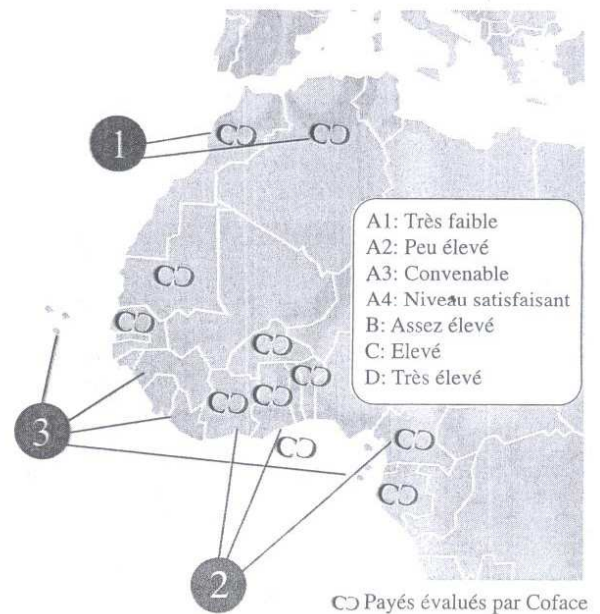 1
A1: Très faible
A2: Peu élevé
A3: Convenable
A4: Niveau satisfaisant
B: Assez élevé
C: Elevé
D: Très élevé
3
2
Payés évalués par Coface